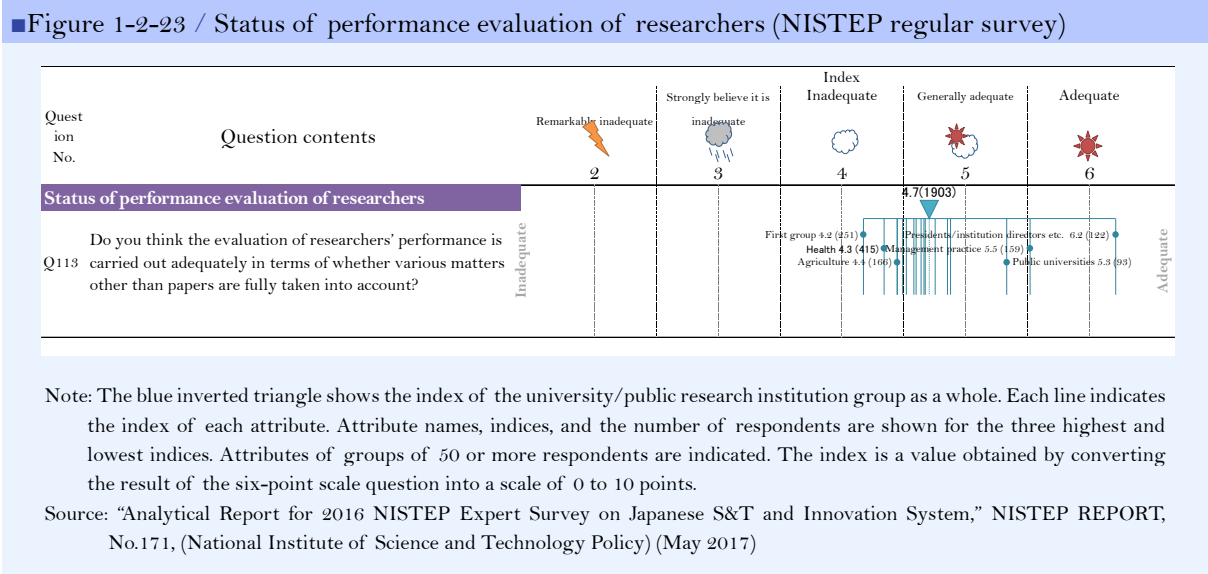 ■Figure 1-2-23 / Status of performance evaluation of researchers (NISTEP regular survey)
Quest
ion
No.
Question contents
Index
Remarkably inadequate
Strongly believe it is
inadequate
Inadequate
Generally adequate
Adequate
2
3
4
5
6
Status of performance evaluation of researchers
4.7(1903)
Q113
Do you think the evaluation of researchers' performance is
carried out adequately in terms of whether various matters
other than papers are fully taken into account?
Inadequate
First group 4.2 (251)
Presidents/institution directors etc. 6.2 (122)
Health 4.3 (415)
Management practice 5.5 (159)
Agriculture 4.4 (166)
Public universities 5.3 (93)
Adequate
Note: The blue inverted triangle shows the index of the university/public research institution group as a whole. Each line indicates
the index of each attribute. Attribute names, indices, and the number of respondents are shown for the three highest and
lowest indices. Attributes of groups of 50 or more respondents are indicated. The index is a value obtained by converting
the result of the six-point scale question into a scale of 0 to 10 points.
Source: "Analytical Report for 2016 NISTEP Expert Survey on Japanese S&T and Innovation System," NISTEP REPORT,
No.171, (National Institute of Science and Technology Policy) (May 2017)